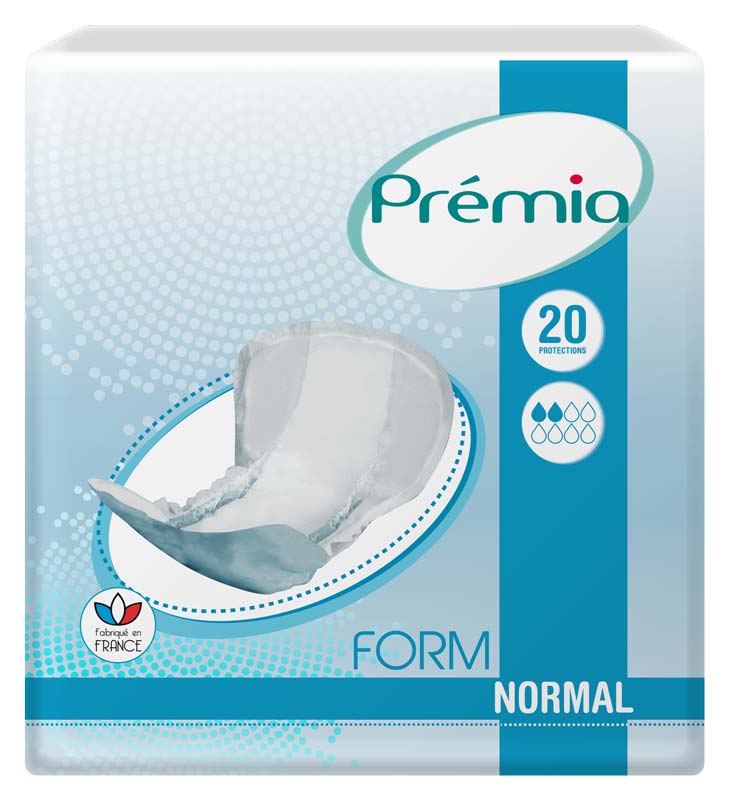 Prémia
20
PROTECTIONS
Fabriqué en
FRANCE
FORM
NORMAL